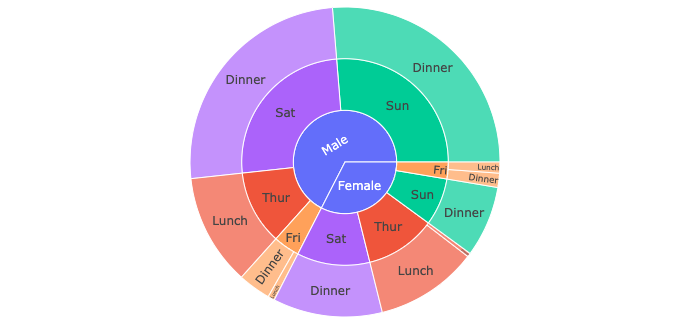 Dinner
Dinner
Sat
Sun
Male
Female
Fri
Lunch
Dinner
Sun
Dinner
Thur
Lunch
Sat
Dinner
Thur
Lunch
Fri
Dinner
Lunch